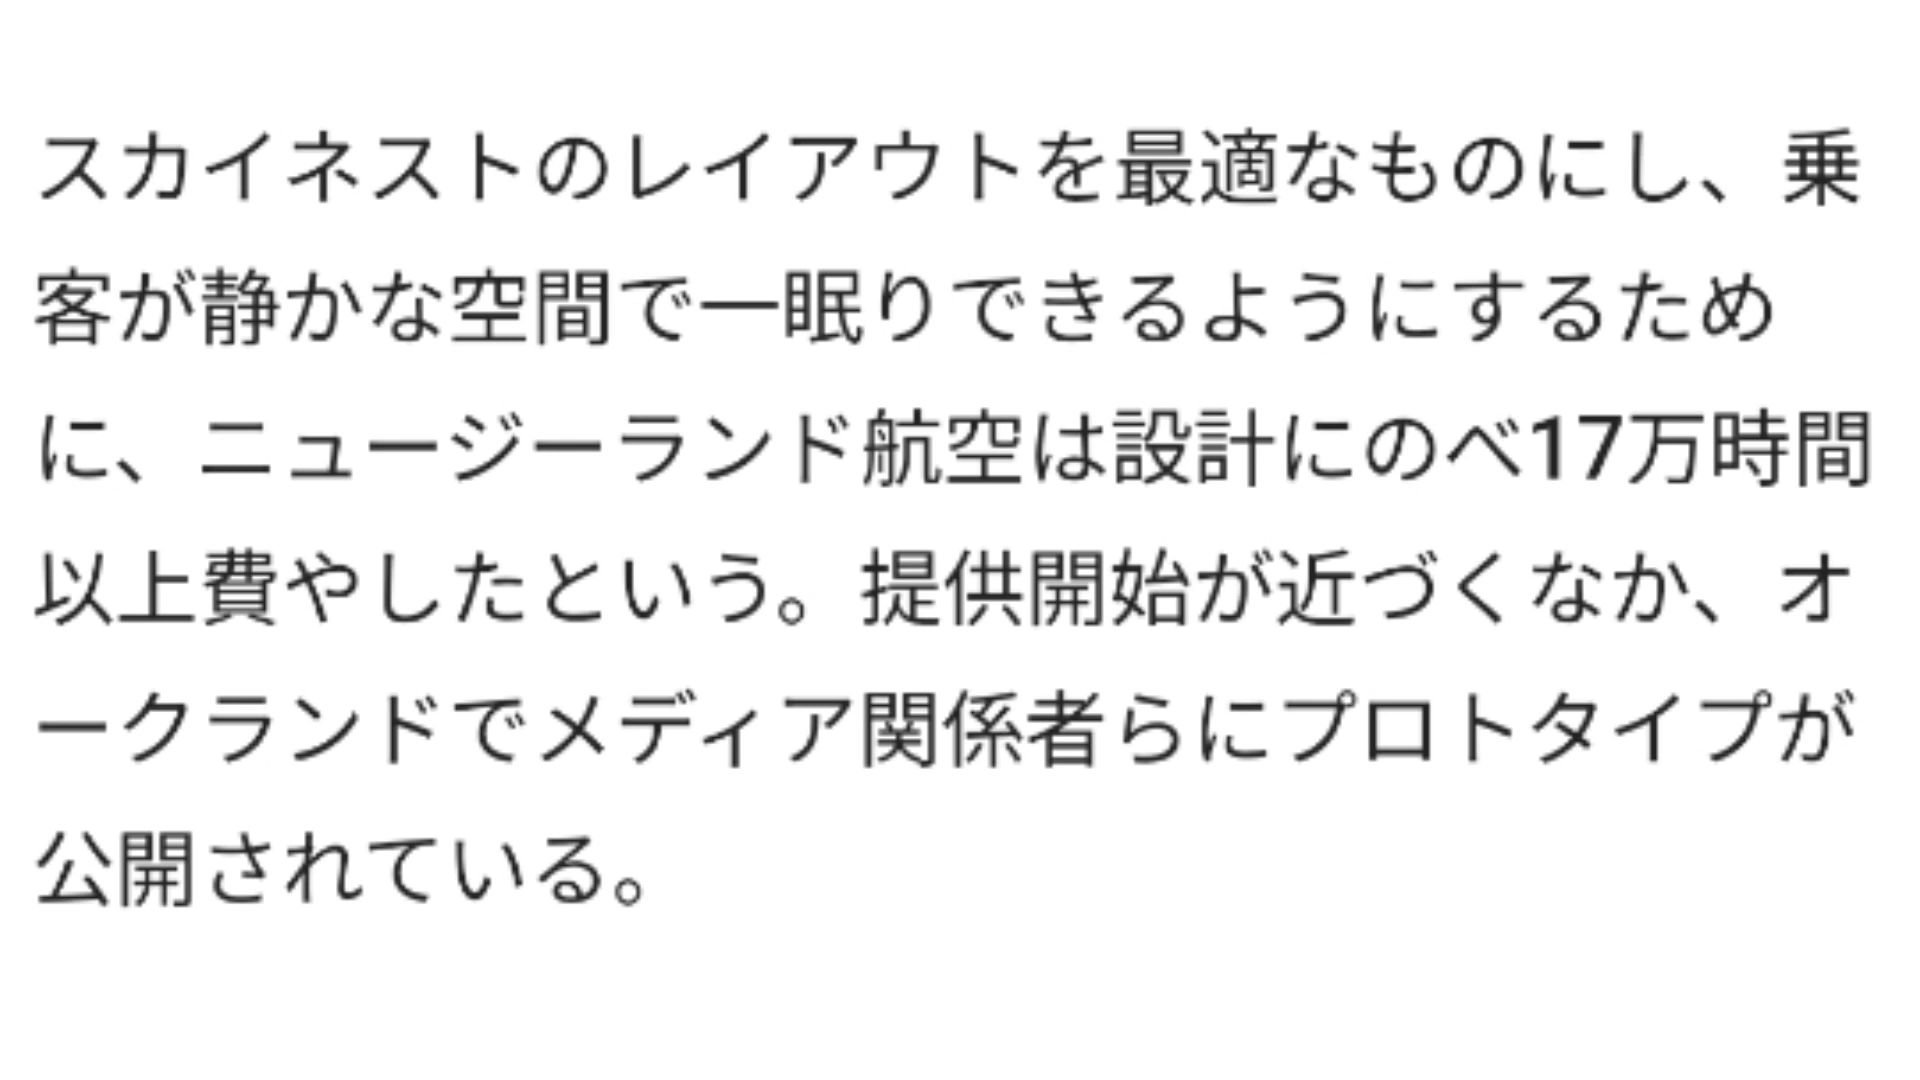 スカイネストのレイアウトを最適なものにし、乗
客が静かな空間で一眠りできるようにするため
に、ニュージーランド航空は設計にのべ17万時間
以上費やしたという。提供開始が近づくなか、オ
ークランドでメディア関係者らにプロトタイプが
公開されている。